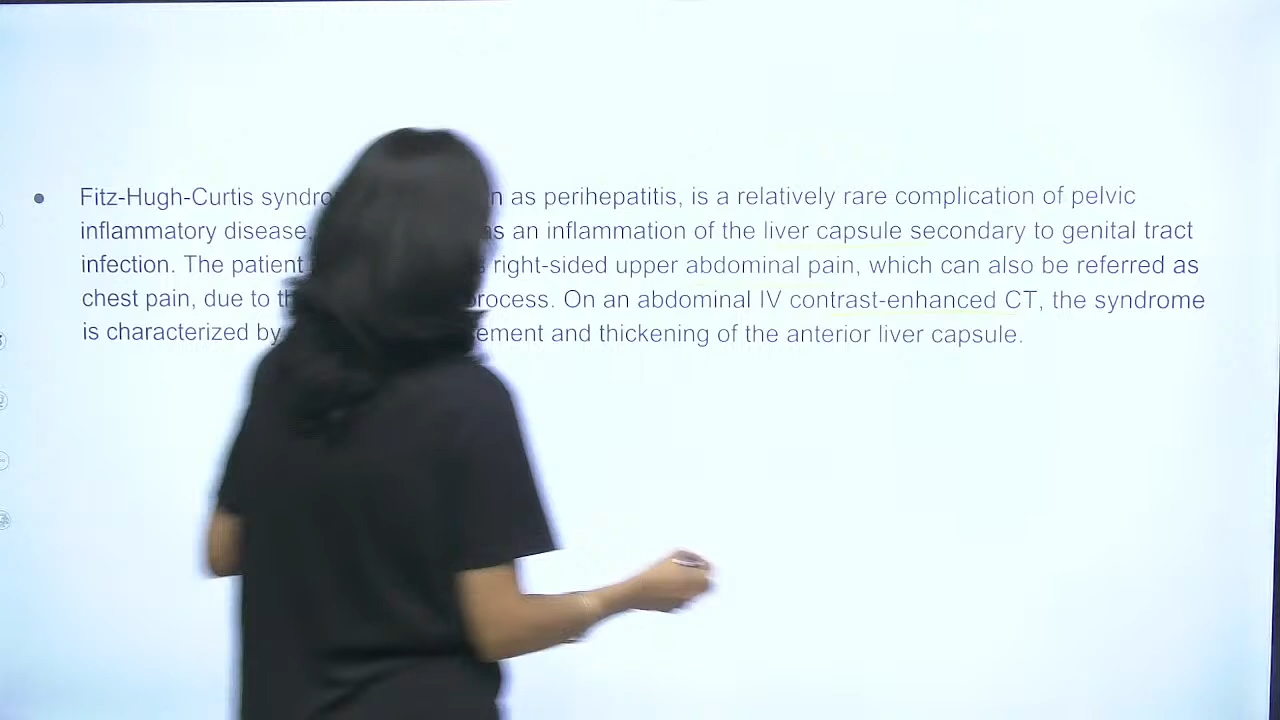 Fitz-Hugh-Curtis as perihepatitis, is a relatively rare complication of pelvic
inflammatory disease, an inflammation of the liver capsule secondary to genital tract
infection. The patient right-sided upper abdominal pain, which can also be referred as
chest pain, due to process. On an abdominal IV contrast-enhanced CT, the syndrome
is characterized by and thickening of the anterior liver capsule.